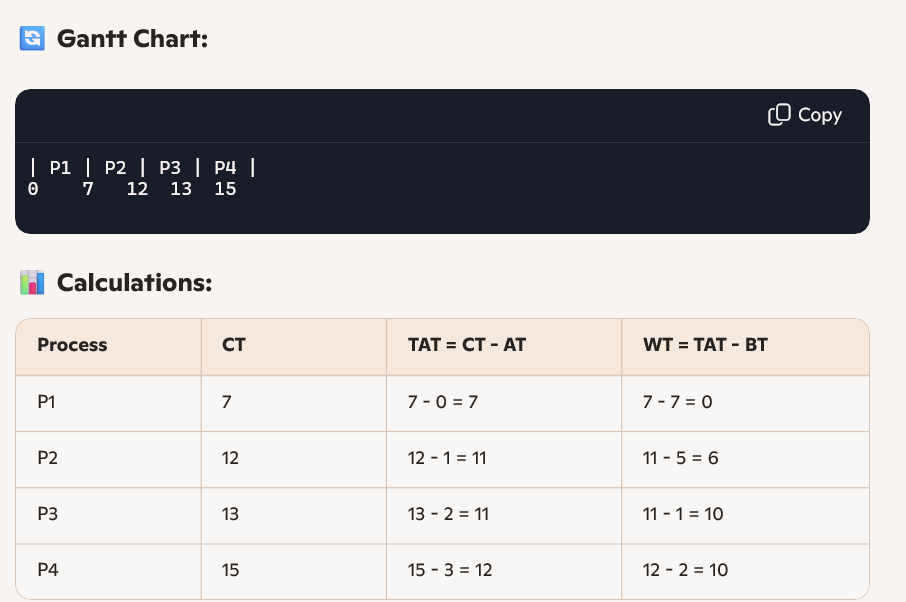 Gantt Chart:
Copy
| P1 | P2 | P3 | P4 |
0    7   12  13  15
Calculations:
Process CT TAT = CT - AT WT = TAT - BT
P1 7 7 - 0 = 7 7 - 7 = 0
P2 12 12 - 1 = 11 11 - 5 = 6
P3 13 13 - 2 = 11 11 - 1 = 10
P4 15 15 - 3 = 12 12 - 2 = 10